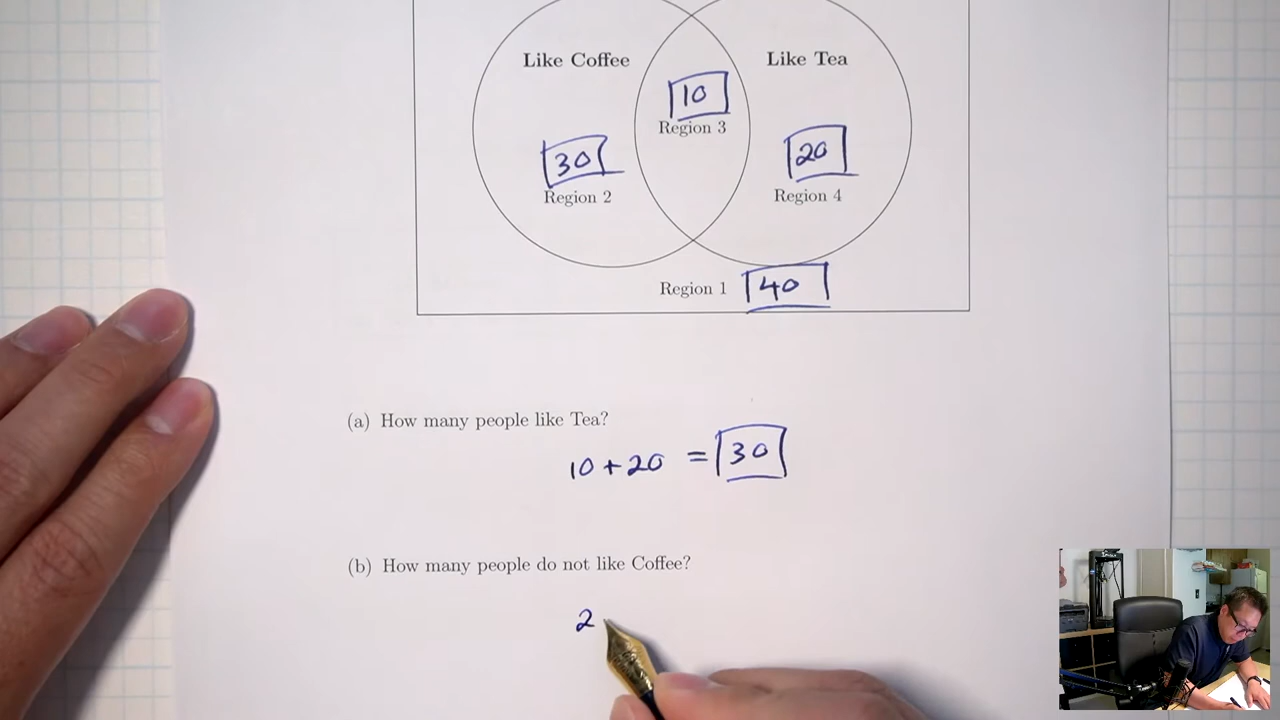 Like Coffee Like Tea
10
Region 3
30 20
Region 2 Region 4
Region 1 40
(a) How many people like Tea?
10 + 20 = 30
(b) How many people do not like Coffee?
2